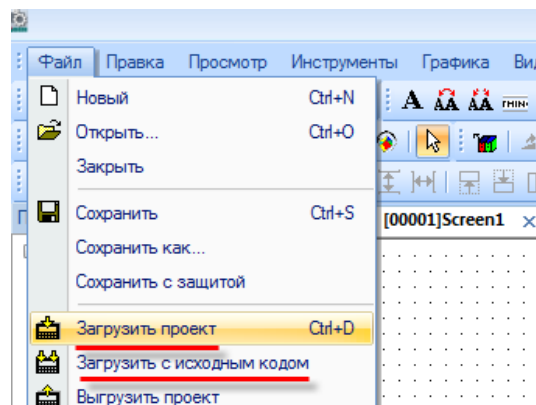 Файл Правка Просмотр Инструменты Графика
Новый Ctrl+N
Открыть... Ctrl+O
Закрыть
Сохранить Ctrl+S
[00001]Screen1
Сохранить как...
Сохранить с защитой
Загрузить проект Ctrl+D
Загрузить с исходным кодом
Выгрузить проект